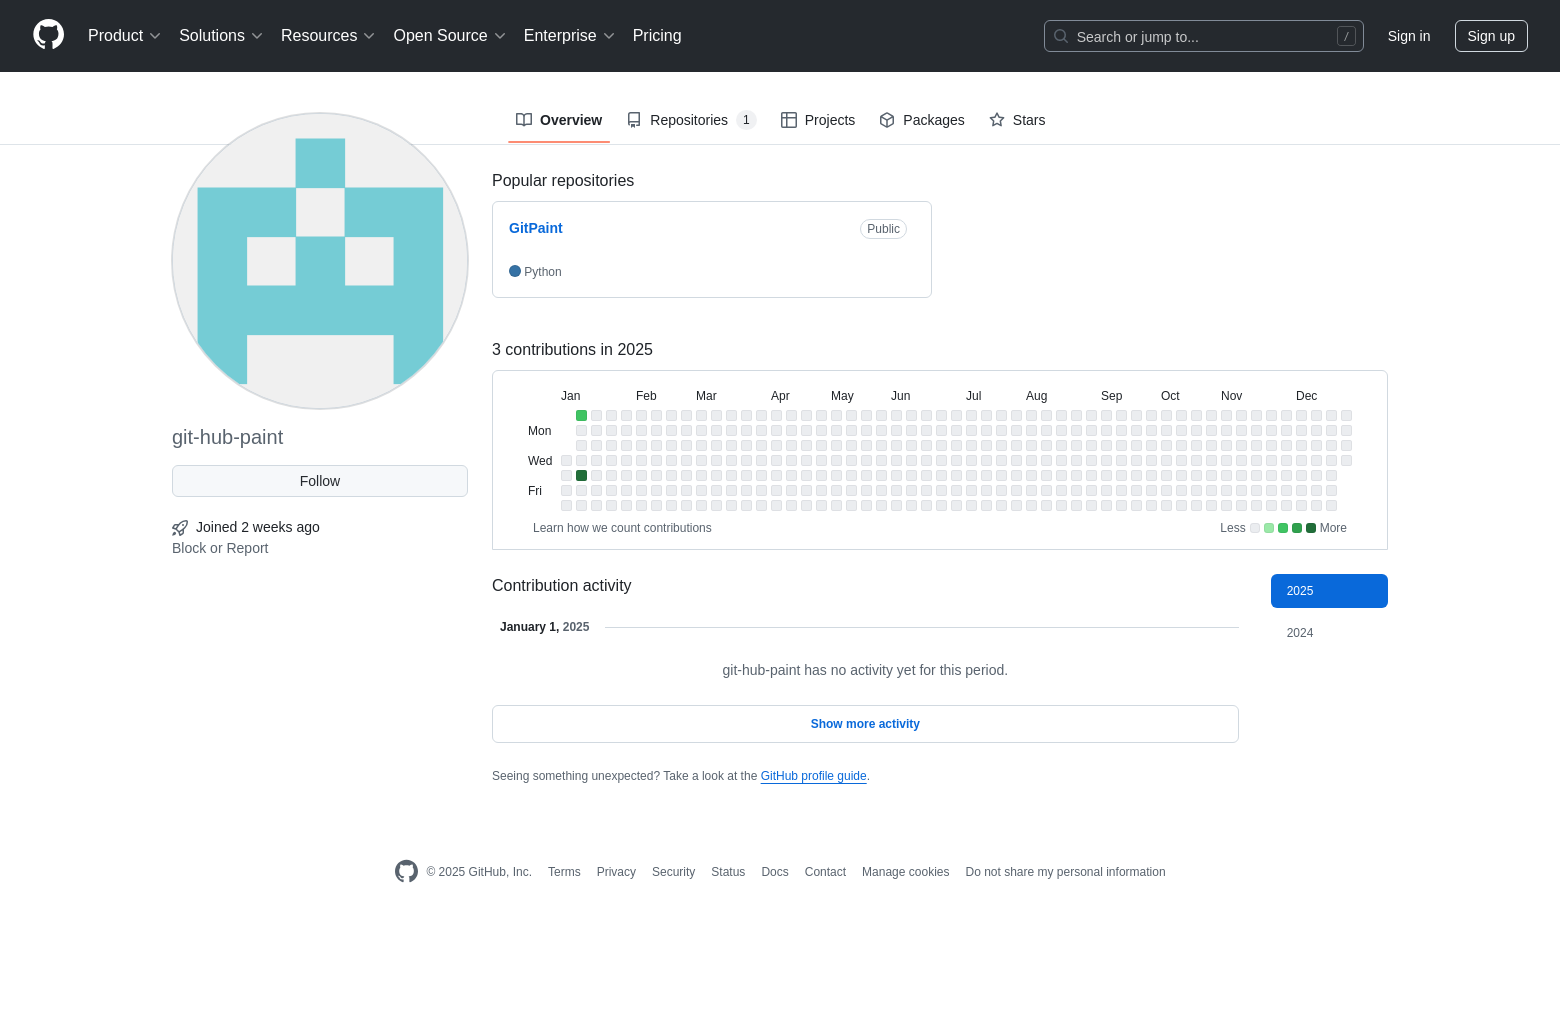 Product Solutions Resources Open Source Enterprise Pricing Search or jump to... / Sign in Sign up
Overview Repositories 1 Projects Packages Stars
git-hub-paint
Follow
Joined 2 weeks ago
Block or Report
Popular repositories
GitPaint Public
Python
3 contributions in 2025
Jan Feb Mar Apr May Jun Jul Aug Sep Oct Nov Dec
Mon
Wed
Fri
Learn how we count contributions Less More
Contribution activity
2025
2024
January 1, 2025
git-hub-paint has no activity yet for this period.
Show more activity
Seeing something unexpected? Take a look at the GitHub profile guide.
© 2025 GitHub, Inc. Terms Privacy Security Status Docs Contact Manage cookies Do not share my personal information